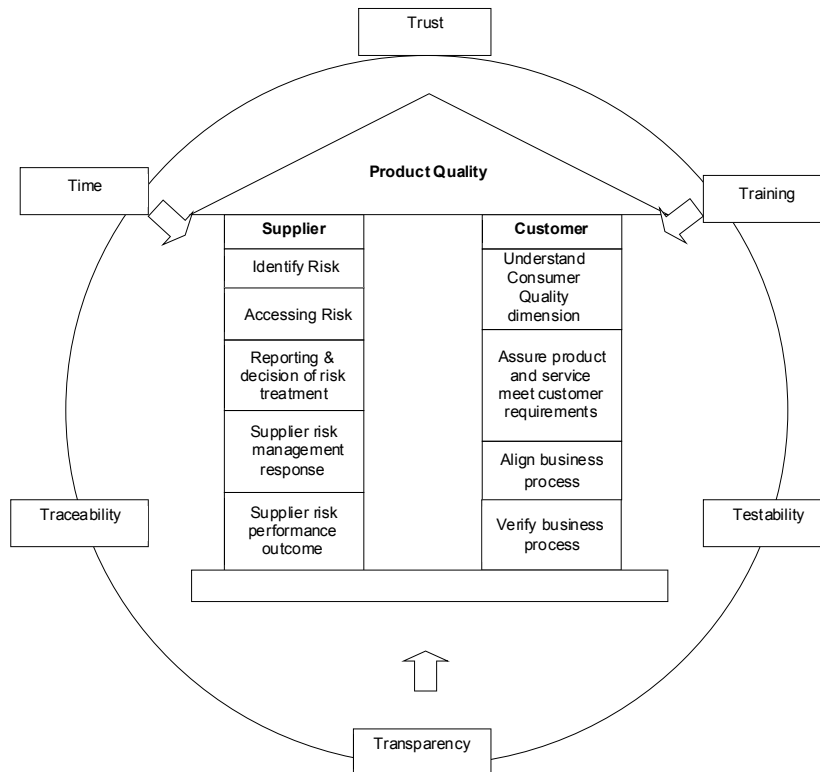 Trust
Time
Training
Product Quality
Supplier
Identify Risk
Accessing Risk
Reporting &
decision of risk
treatment
Supplier risk
management
response
Supplier risk
performance
outcome
Customer
Understand
Consumer
Quality
dimension
Assure product
and service
meet customer
requirements
Align business
process
Verify business
process
Traceability
Testability
Transparency